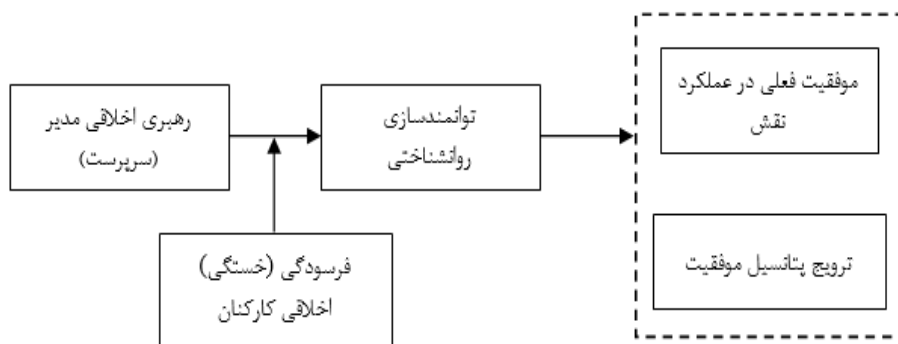 رهبری اخلاقی مدیر
(سرپرست)
توانمندسازی
روانشناختی
فرسودگی (خستگی)
اخلاقی کارکنان
موفقیت فعلی در عملکرد
نقش
ترویج پتانسیل موفقیت